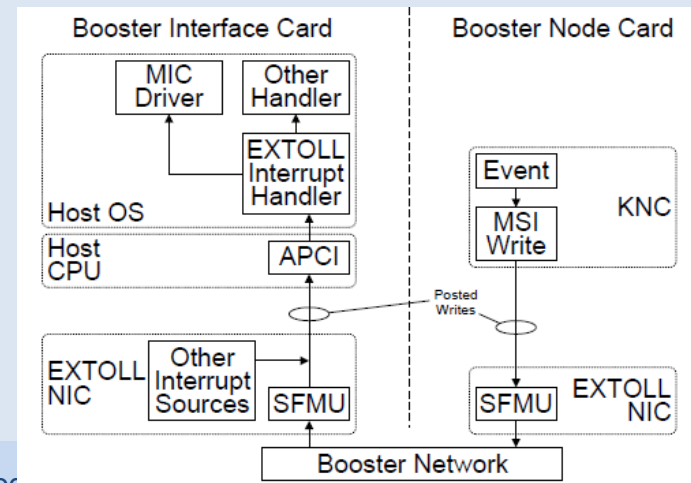 Booster Interface Card
Booster Node Card
MIC
Driver
Other
Handler
EXTOLL
Interrupt
Handler
Host OS
Host
CPU
APCI
Other
Interrupt
Sources
EXTOLL
NIC
SFMU
Event
MSI
Write
KNC
Posted
Writes
SFMU
EXTOLL
NIC
Booster Network